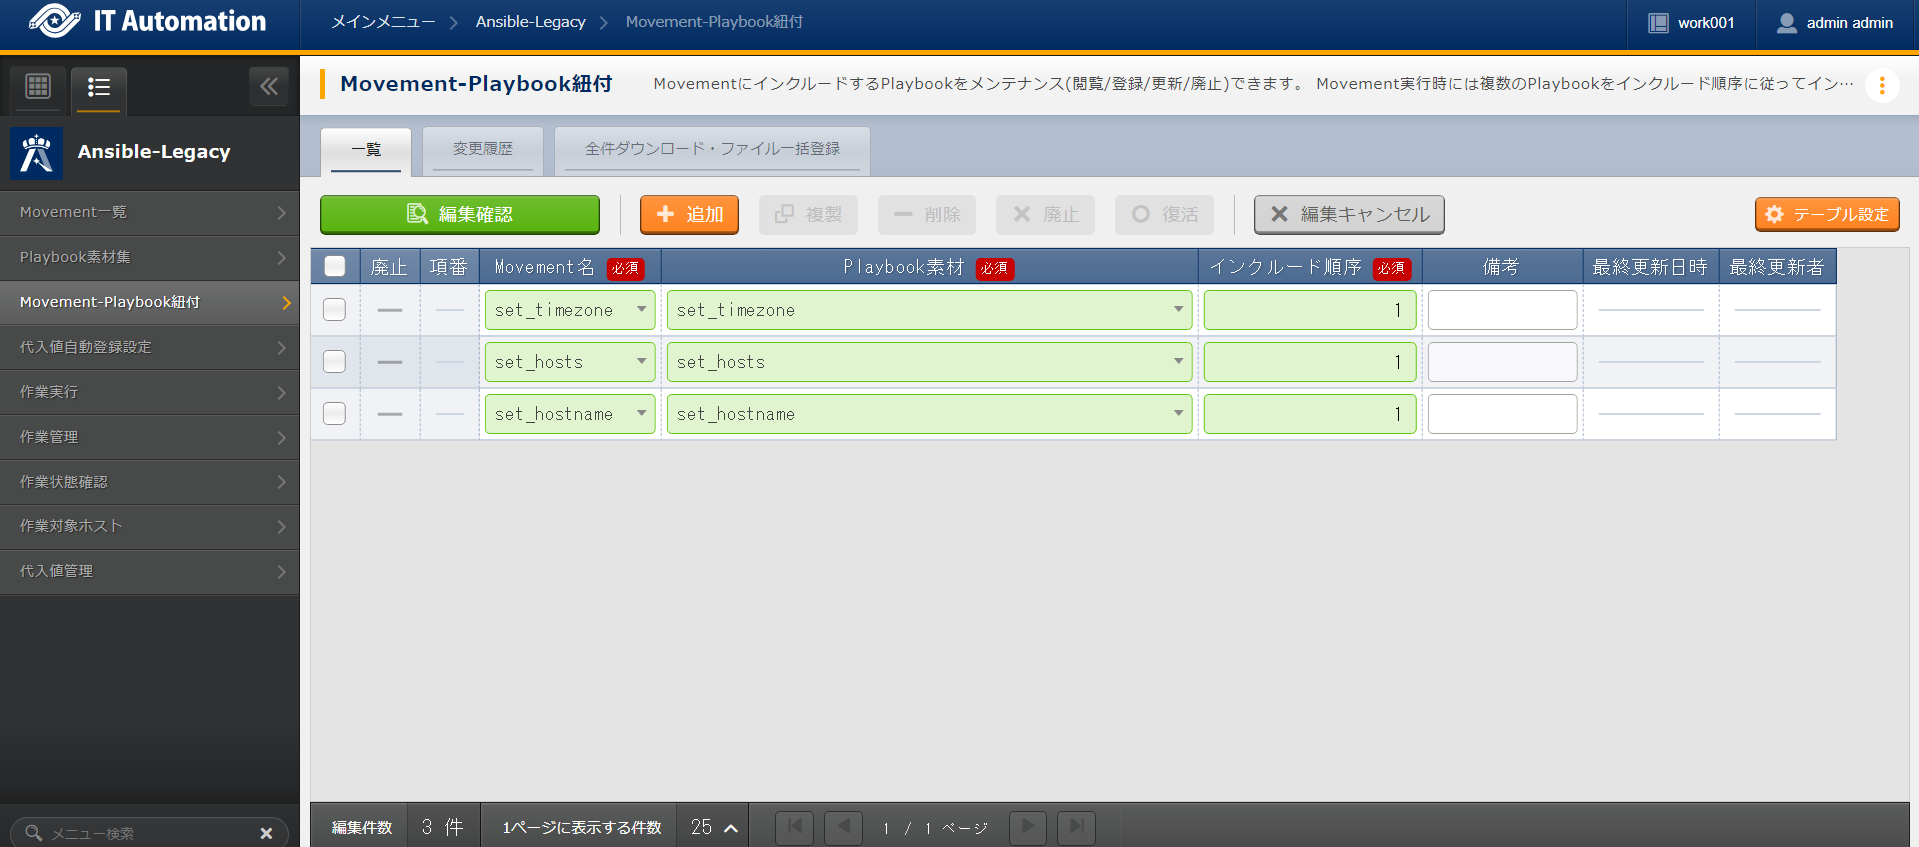 IT Automation
メインメニュー Ansible-Legacy Movement-Playbook紐付
work001
admin admin
Ansible-Legacy
Movement一覧
Playbook素材集
Movement-Playbook紐付
代入値自動登録設定
作業実行
作業管理
作業状態確認
作業対象ホスト
代入値管理
メニュー検索
Movement-Playbook紐付
MovementにインクルードするPlaybookをメンテナンス(閲覧/登録/更新/廃止)できます。 Movement実行時には複数のPlaybookをインクルード順序に従ってイン…
一覧 変更履歴 全件ダウンロード・ファイル一括登録
編集確認 追加 複製 削除 廃止 復活 編集キャンセル テーブル設定
廃止 項番 Movement名 必須 Playbook素材 必須 インクルード順序 必須 備考 最終更新日時 最終更新者
set_timezone set_timezone 1
set_hosts set_hosts 1
set_hostname set_hostname 1
編集件数 3 件 1ページに表示する件数 25 1 / 1 ページ